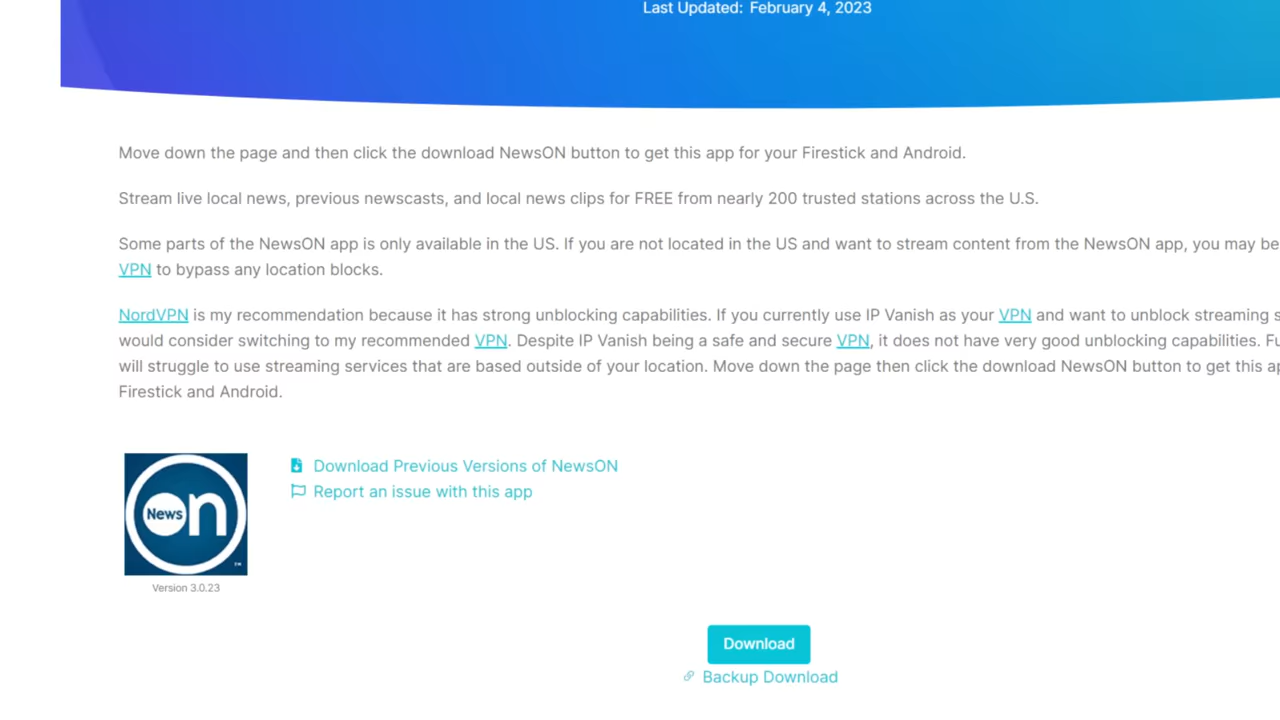 Last Updated: February 4, 2023
Move down the page and then click the download NewsON button to get this app for your Firestick and Android.
Stream live local news, previous newscasts, and local news clips for FREE from nearly 200 trusted stations across the U.S.
Some parts of the NewsON app is only available in the US. If you are not located in the US and want to stream content from the NewsON app, you may be
VPN to bypass any location blocks.
NordVPN is my recommendation because it has strong unblocking capabilities. If you currently use IP Vanish as your VPN and want to unblock streaming s
would consider switching to my recommended VPN. Despite IP Vanish being a safe and secure VPN, it does not have very good unblocking capabilities. Fu
will struggle to use streaming services that are based outside of your location. Move down the page then click the download NewsON button to get this ap
Firestick and Android.
Download Previous Versions of NewsON
Report an issue with this app
News on
TM
Version 3.0.23
Download
Backup Download